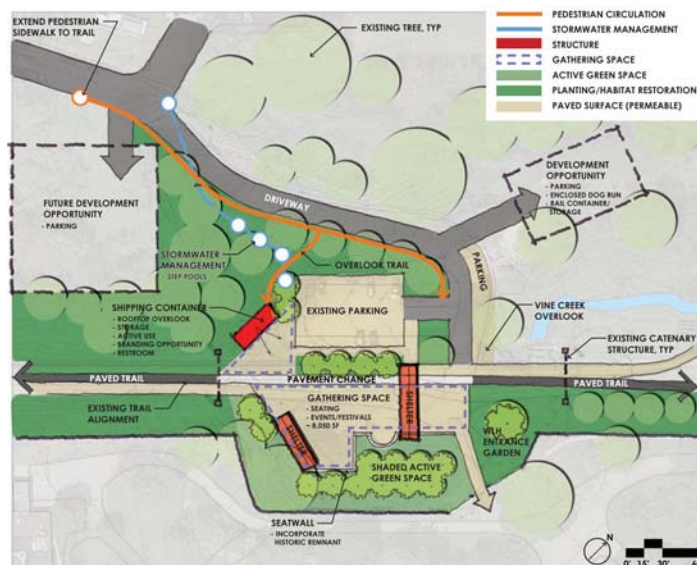 EXTEND PEDESTRIAN
SIDEWALK TO TRAIL
EXISTING TREE, TYP
PEDESTRIAN CIRCULATION
STORMWATER MANAGEMENT
STRUCTURE
GATHERING SPACE
ACTIVE GREEN SPACE
PLANTING/HABITAT RESTORATION
PAVED SURFACE (PERMEABLE)
DEVELOPMENT
OPPORTUNITY
- PARKING
- ENCLOSED DOG RUN
- RAIL CONTAINER/
STORAGE
FUTURE DEVELOPMENT
OPPORTUNITY
- PARKING
DRIVEWAY
STORMWATER
MANAGEMENT
- STEP POOLS
OVERLOOK TRAIL
PARKING
SHIPPING CONTAINER
- ROOFTOP OVERLOOK
- STORAGE
- ACTIVE USE
- BRANDING OPPORTUNITY
- RESTROOM
EXISTING PARKING
VINE CREEK
OVERLOOK
EXISTING CATENARY
STRUCTURE, TYP
PAVED TRAIL
PAVEMENT CHANGE
PAVED TRAIL
EXISTING TRAIL
ALIGNMENT
GATHERING SPACE
- SEATING
- EVENTS/FESTIVALS
≈ 8,050 SF
SHELTER
SHELTER
WLH
ENTRANCE
GARDEN
SHADED ACTIVE
GREEN SPACE
SEATWALL
- INCORPORATE
HISTORIC REMNANT
N
0' 15' 30'